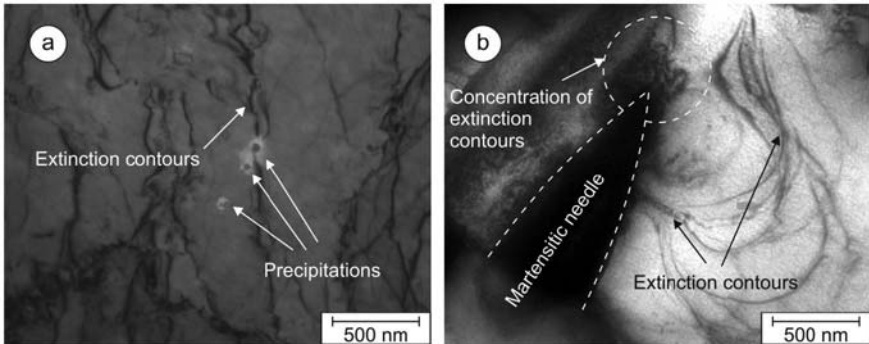 a
Extinction contours
Precipitations
500 nm
b
Concentration of
extinction
contours
Martensitic needle
Extinction contours
500 nm